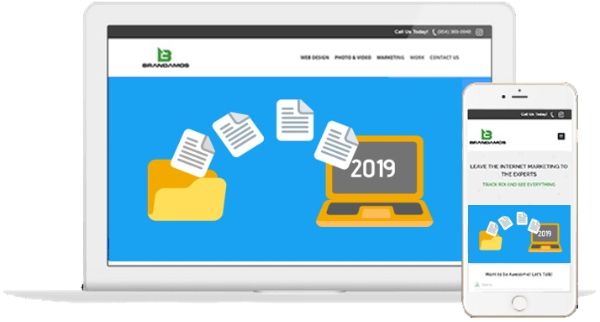 Call Us Today!
BRANDAMOS
WEB DESIGN PHOTO & VIDEO MARKETING WORK CONTACT US
2019
Call Us Today!
BRANDAMOS
LEAVE THE INTERNET MARKETING TO
THE EXPERTS
TRACK ROI AND SEE EVERYTHING
2019
Want to be Awesome? Let's Talk!